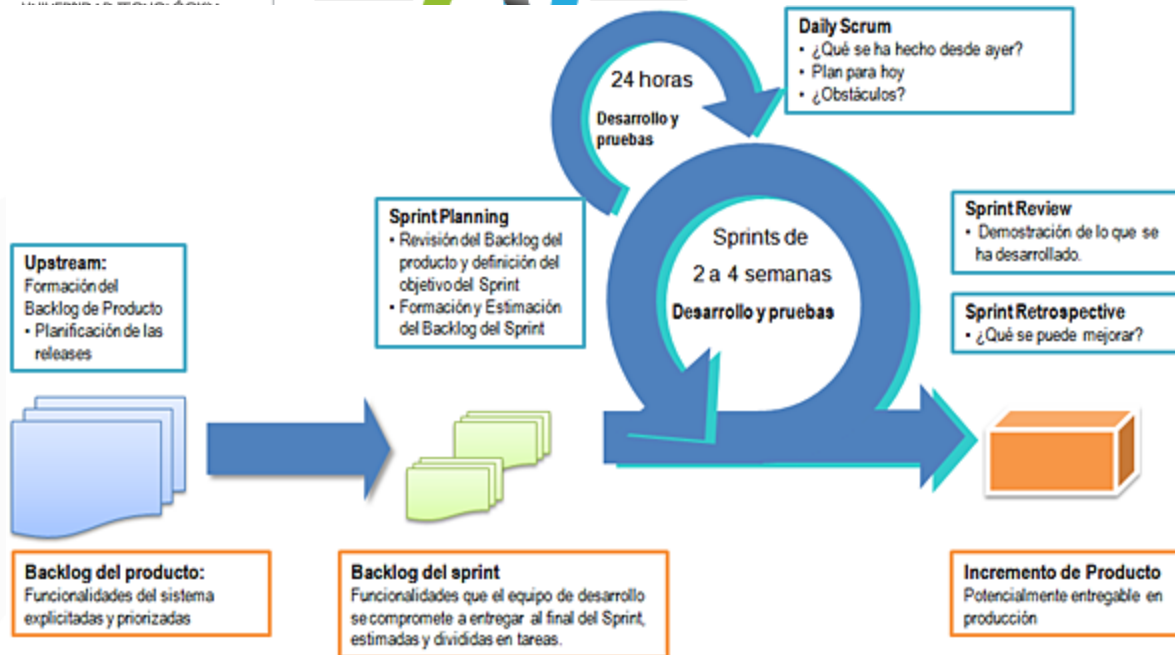 Daily Scrum
• ¿Qué se ha hecho desde ayer?
• Plan para hoy
• ¿Obstáculos?
24 horas
Desarrollo y
pruebas
Sprint Planning
• Revisión del Backlog del
producto y definición del
objetivo del Sprint
• Formación y Estimación
del Backlog del Sprint
Sprints de
2 a 4 semanas
Desarrollo y pruebas
Sprint Review
• Demostración de lo que se
ha desarrollado.
Sprint Retrospective
• ¿Qué se puede mejorar?
Upstream:
Formación del
Backlog de Producto
• Planificación de las
releases
Backlog del producto:
Funcionalidades del sistema
explicitadas y priorizadas
Backlog del sprint
Funcionalidades que el equipo de desarrollo
se compromete a entregar al final del Sprint,
estimadas y divididas en tareas.
Incremento de Producto
Potencialmente entregable en
producción